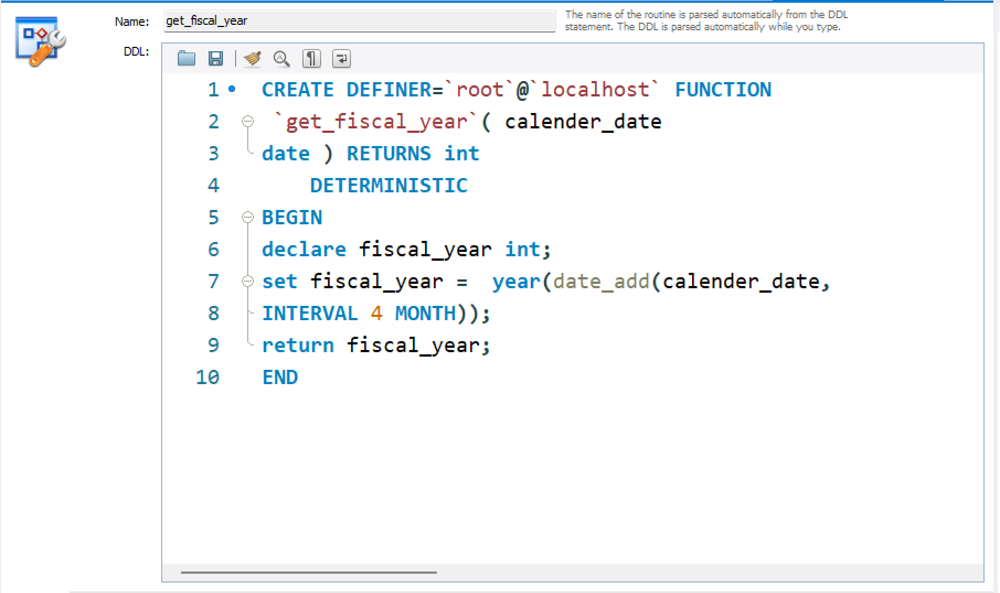 Name: get_fiscal_year
The name of the routine is parsed automatically from the DDL
statement. The DDL is parsed automatically while you type.
DDL:
1 CREATE DEFINER=`root`@`localhost` FUNCTION
2 `get_fiscal_year`( calender_date
3 date ) RETURNS int
4 DETERMINISTIC
5 BEGIN
6 declare fiscal_year int;
7 set fiscal_year =  year(date_add(calender_date,
8 INTERVAL 4 MONTH));
9 return fiscal_year;
10 END